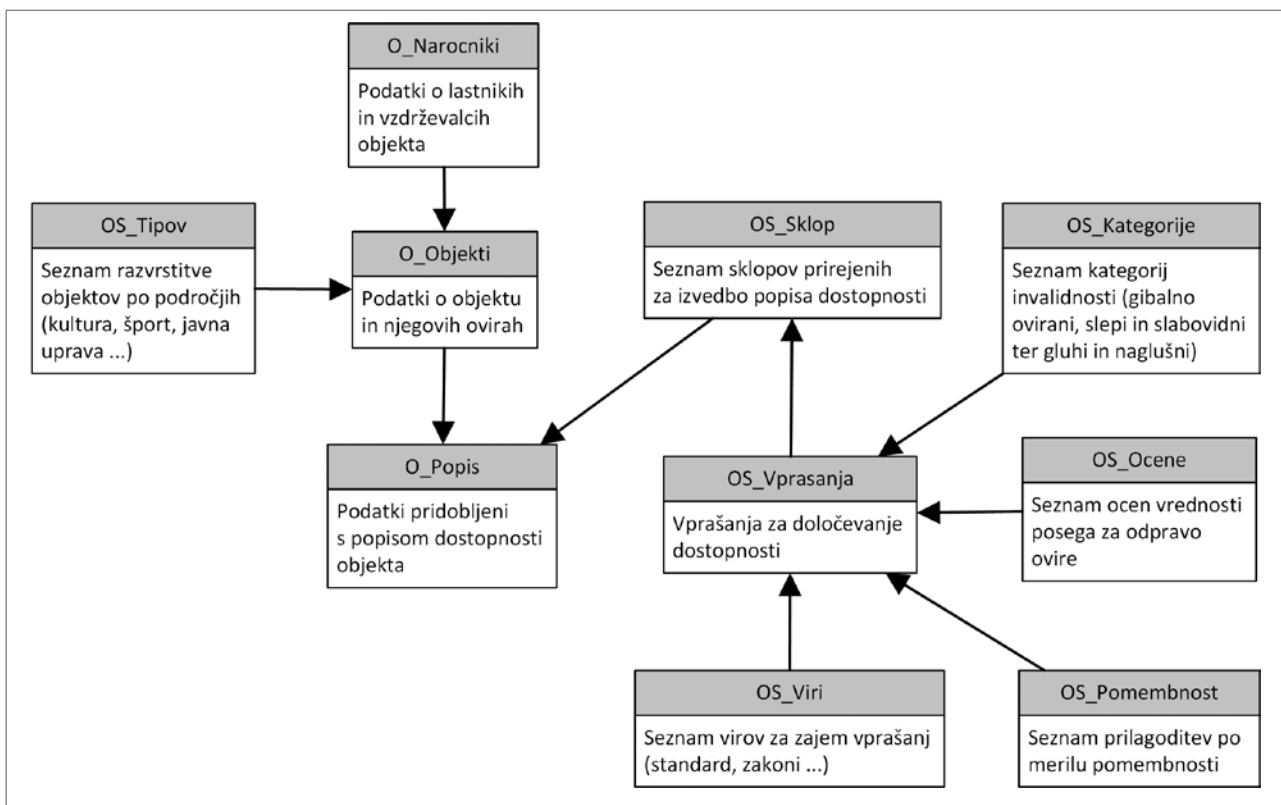 O_Narocniki
Podatki o lastnikih
in vzdrževalcih
objekta
OS_Tipov
Seznam razvrstitve
objektov po področjih
(kultura, šport, javna
uprava ...)
O_Objekti
Podatki o objektu
in njegovih ovirah
OS_Sklop
Seznam sklopov prirejenih
za izvedbo popisa dostopnosti
OS_Kategorije
Seznam kategorij
invalidnosti (gibalno
ovirani, slepi in slabovidni
ter gluhi in naglušni)
O_Popis
Podatki pridobljeni
s popisom dostopnosti
objekta
OS_Vprasanja
Vprašanja za določevanje
dostopnosti
OS_Ocene
Seznam ocen vrednosti
posega za odpravo
ovire
OS_Viri
Seznam virov za zajem vprašanj
(standard, zakoni ...)
OS_Pomembnost
Seznam prilagoditev po
merilu pomembnosti